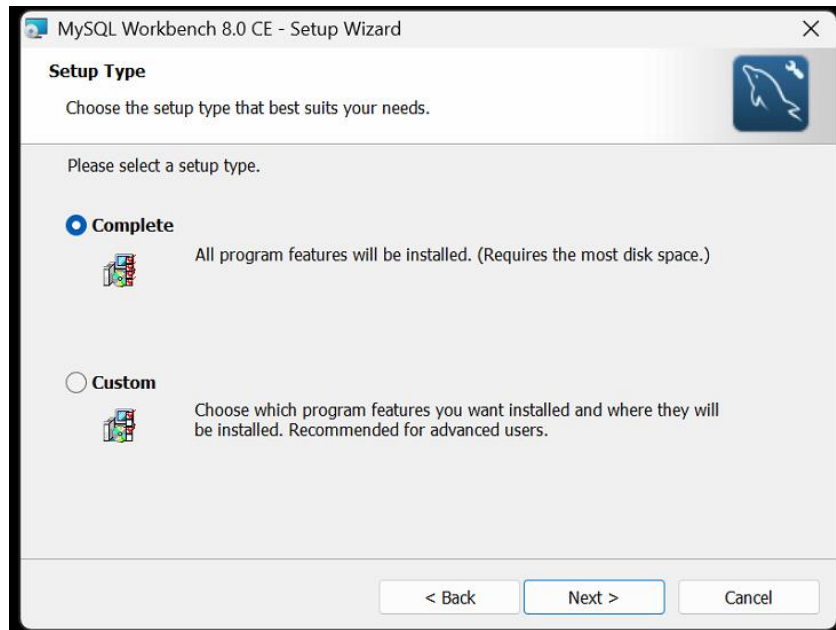 MySQL Workbench 8.0 CE - Setup Wizard
Setup Type
Choose the setup type that best suits your needs.
Please select a setup type.
Complete
All program features will be installed. (Requires the most disk space.)
Custom
Choose which program features you want installed and where they will
be installed. Recommended for advanced users.
< Back
Next >
Cancel